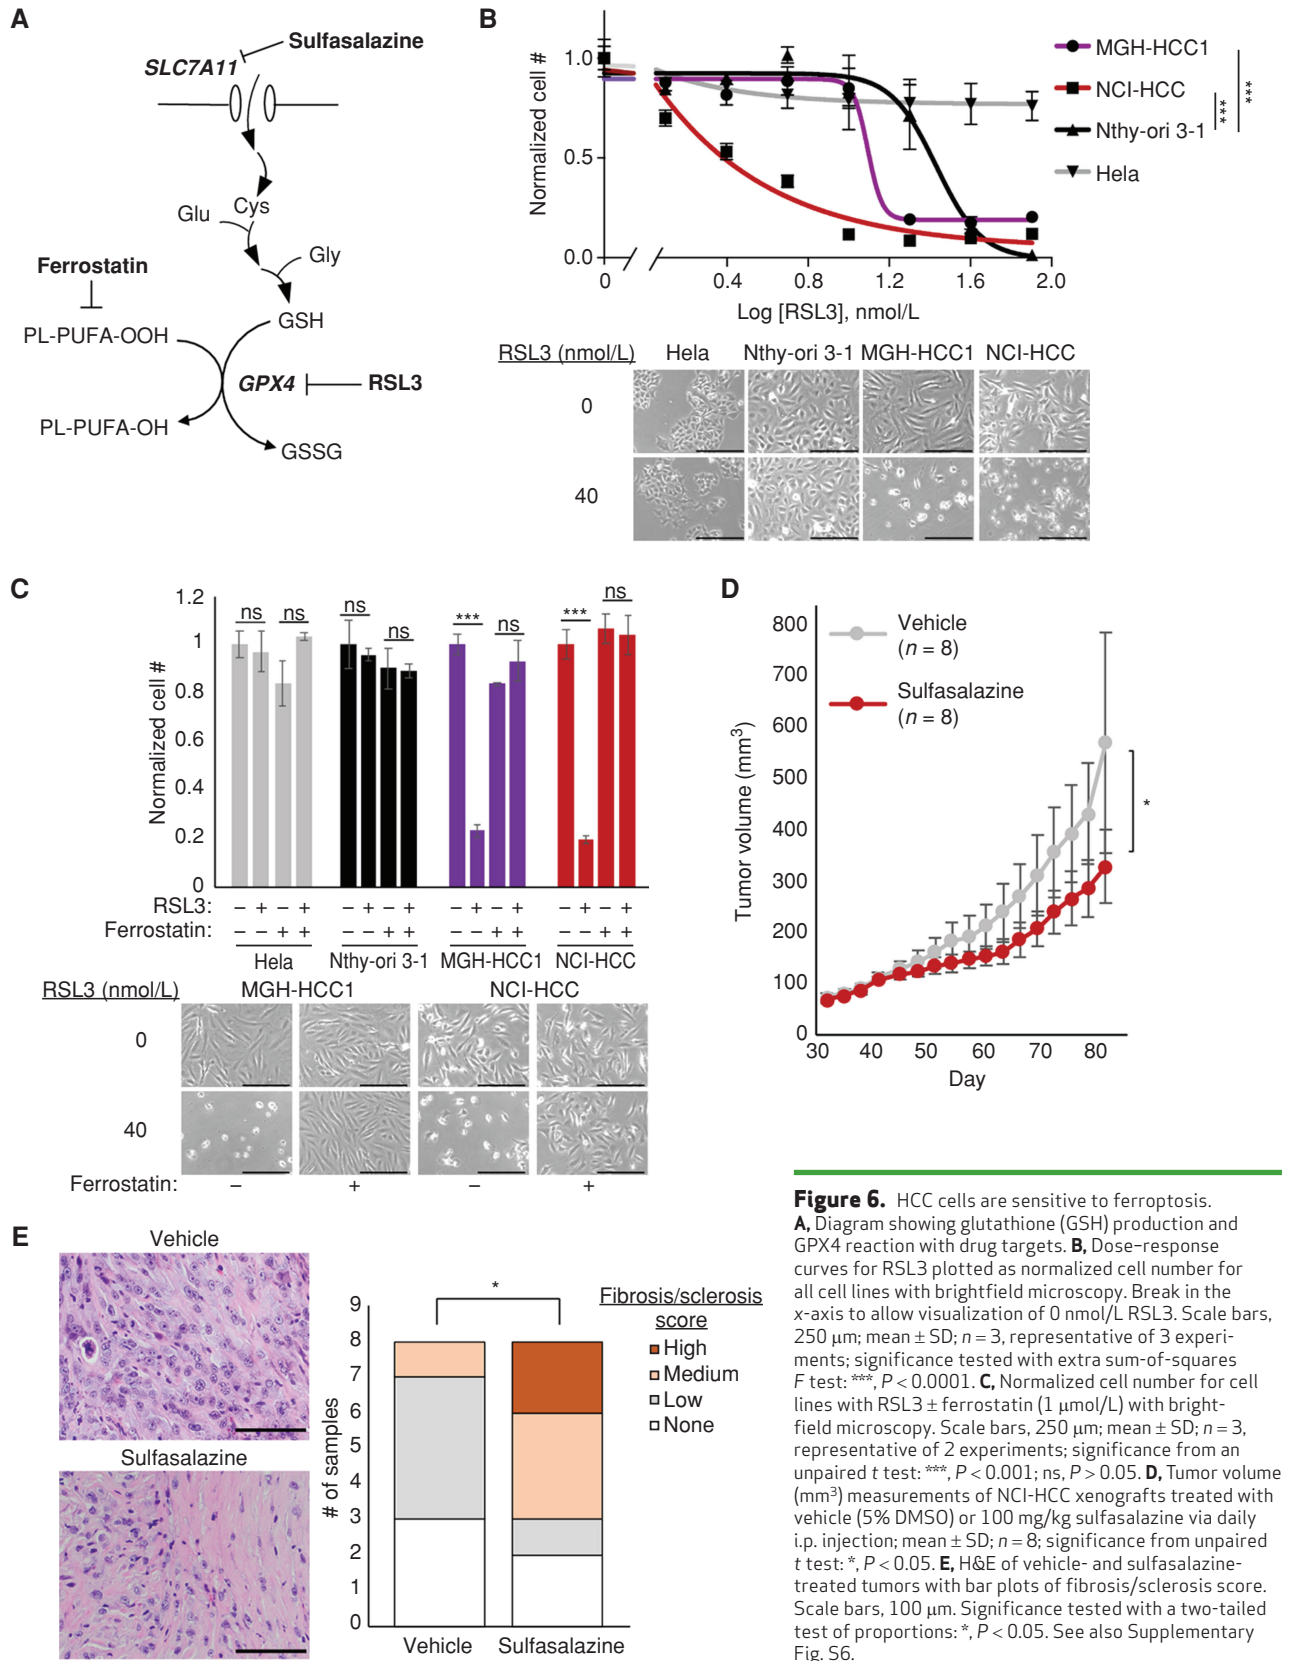 A
Sulfasalazine
SLC7A11
Glu
Cys
Gly
Ferrostatin
PL-PUFA-OOH
GSH
GPX4
RSL3
PL-PUFA-OH
GSSG
B
Normalized cell #
1.0
0.5
0.0
0
0.4
0.8
1.2
1.6
2.0
Log [RSL3], nmol/L
MGH-HCC1
NCI-HCC
Nthy-ori 3-1
Hela
***
***
RSL3 (nmol/L)
Hela
Nthy-ori 3-1
MGH-HCC1
NCI-HCC
0
40
C
Normalized cell #
1.2
1
0.8
0.6
0.4
0.2
0
ns
ns
ns
ns
***
ns
***
ns
RSL3: – + – + – + – + – + – + – + – +
Ferrostatin: – – + + – – + + – – + + – – + +
Hela
Nthy-ori 3-1
MGH-HCC1
NCI-HCC
RSL3 (nmol/L)
MGH-HCC1
NCI-HCC
0
40
Ferrostatin: – + – +
D
Tumor volume (mm³)
800
700
600
500
400
300
200
100
0
30
40
50
60
70
80
Day
Vehicle
(n = 8)
Sulfasalazine
(n = 8)
*
E
Vehicle
Sulfasalazine
# of samples
9
8
7
6
5
4
3
2
1
0
*
Vehicle
Sulfasalazine
Fibrosis/sclerosis
score
High
Medium
Low
None
Figure 6. HCC cells are sensitive to ferroptosis.
A, Diagram showing glutathione (GSH) production and
GPX4 reaction with drug targets. B, Dose–response
curves for RSL3 plotted as normalized cell number for
all cell lines with brightfield microscopy. Break in the
x-axis to allow visualization of 0 nmol/L RSL3. Scale bars,
250 μm; mean ± SD; n = 3, representative of 3 experi-
ments; significance tested with extra sum-of-squares
F test: ***, P < 0.0001. C, Normalized cell number for cell
lines with RSL3 ± ferrostatin (1 μmol/L) with bright-
field microscopy. Scale bars, 250 μm; mean ± SD; n = 3,
representative of 2 experiments; significance from an
unpaired t test: ***, P < 0.001; ns, P > 0.05. D, Tumor volume
(mm³) measurements of NCI-HCC xenografts treated with
vehicle (5% DMSO) or 100 mg/kg sulfasalazine via daily
i.p. injection; mean ± SD; n = 8; significance from unpaired
t test: *, P < 0.05. E, H&E of vehicle- and sulfasalazine-
treated tumors with bar plots of fibrosis/sclerosis score.
Scale bars, 100 μm. Significance tested with a two-tailed
test of proportions: *, P < 0.05. See also Supplementary
Fig. S6.